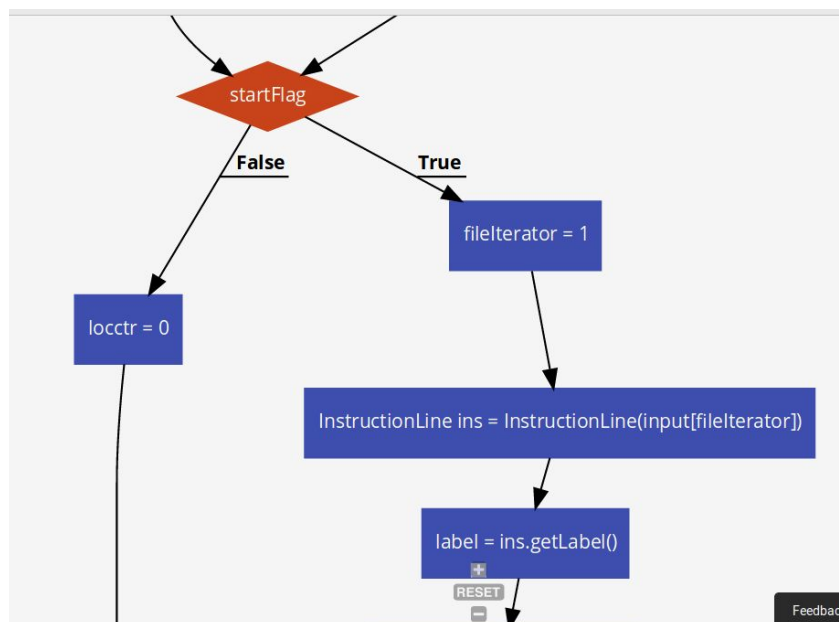 startFlag
False
True
fileIterator = 1
locctr = 0
InstructionLine ins = InstructionLine(input[fileIterator])
label = ins.getLabel()
+
RESET
−
Feedbac